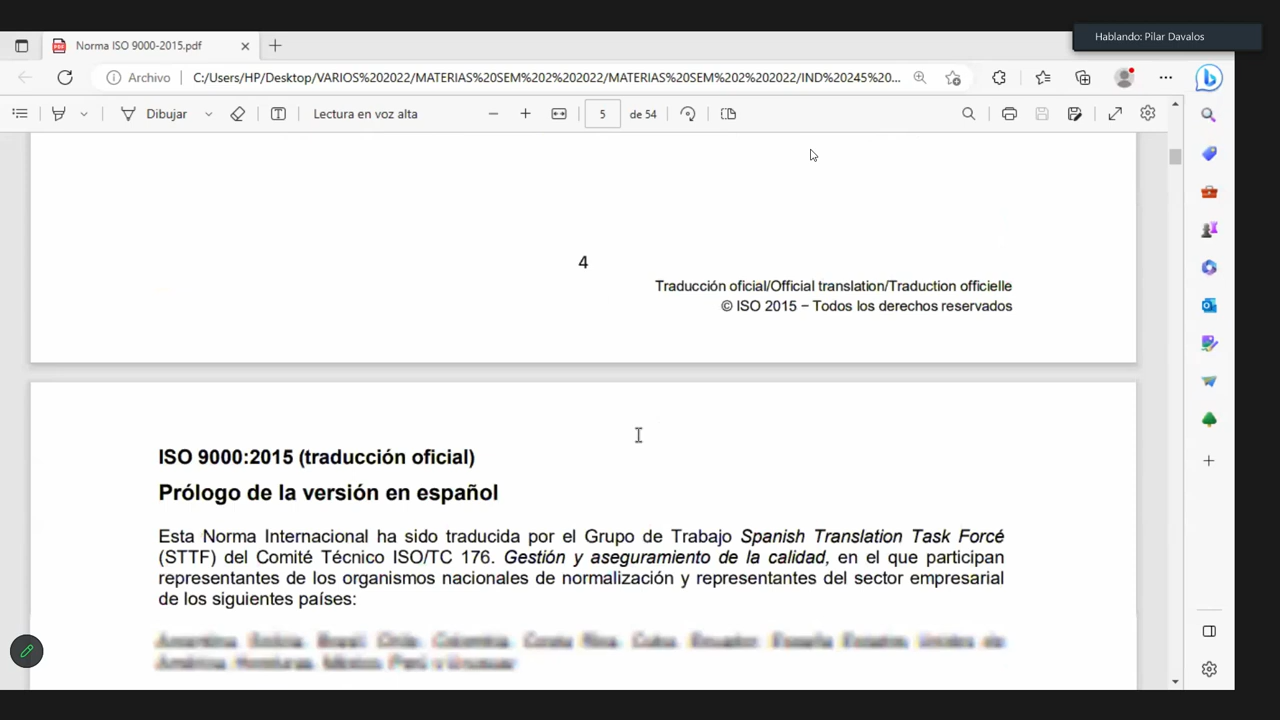 Hablando: Pilar Davalos
Norma ISO 9000-2015.pdf
Archivo
C:/Users/HP/Desktop/VARIOS%202022/MATERIAS%20SEM%202%202022/MATERIAS%20SEM%202%202022/IND%20245%20...
Dibujar
Lectura en voz alta
5
de 54
4
Traducción oficial/Official translation/Traduction officielle
© ISO 2015 − Todos los derechos reservados
ISO 9000:2015 (traducción oficial)
Prólogo de la versión en español
Esta Norma Internacional ha sido traducida por el Grupo de Trabajo Spanish Translation Task Forcé
(STTF) del Comité Técnico ISO/TC 176. Gestión y aseguramiento de la calidad, en el que participan
representantes de los organismos nacionales de normalización y representantes del sector empresarial
de los siguientes países: